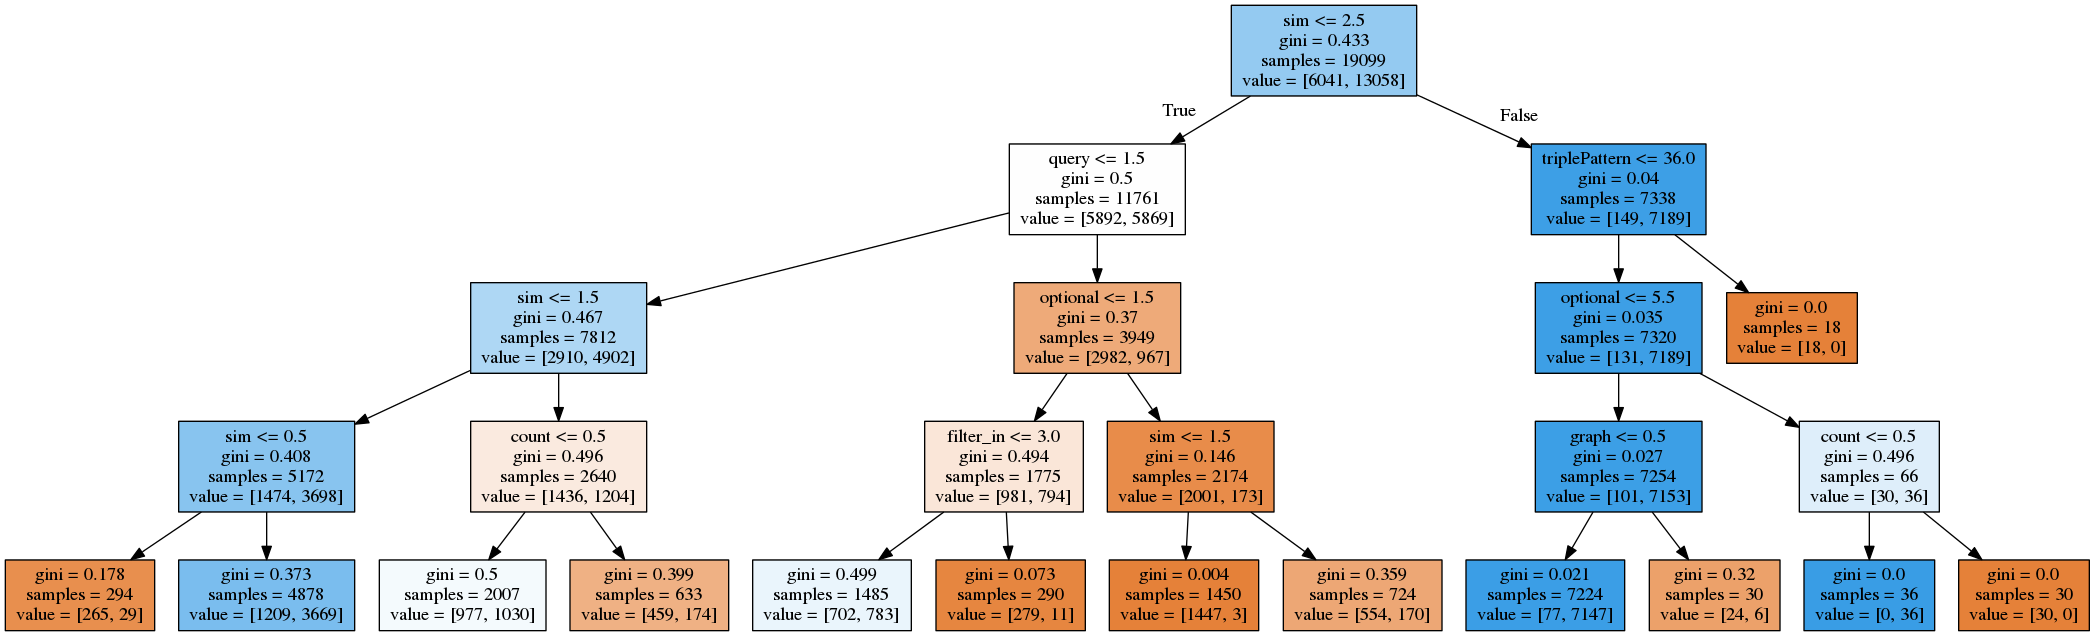 sim <= 2.5
gini = 0.433
samples = 19099
value = [6041, 13058]
True
False
query <= 1.5
gini = 0.5
samples = 11761
value = [5892, 5869]
triplePattern <= 36.0
gini = 0.04
samples = 7338
value = [149, 7189]
sim <= 1.5
gini = 0.467
samples = 7812
value = [2910, 4902]
optional <= 1.5
gini = 0.37
samples = 3949
value = [2982, 967]
optional <= 5.5
gini = 0.035
samples = 7320
value = [131, 7189]
gini = 0.0
samples = 18
value = [18, 0]
sim <= 0.5
gini = 0.408
samples = 5172
value = [1474, 3698]
count <= 0.5
gini = 0.496
samples = 2640
value = [1436, 1204]
filter_in <= 3.0
gini = 0.494
samples = 1775
value = [981, 794]
sim <= 1.5
gini = 0.146
samples = 2174
value = [2001, 173]
graph <= 0.5
gini = 0.027
samples = 7254
value = [101, 7153]
count <= 0.5
gini = 0.496
samples = 66
value = [30, 36]
gini = 0.178
samples = 294
value = [265, 29]
gini = 0.373
samples = 4878
value = [1209, 3669]
gini = 0.5
samples = 2007
value = [977, 1030]
gini = 0.399
samples = 633
value = [459, 174]
gini = 0.499
samples = 1485
value = [702, 783]
gini = 0.073
samples = 290
value = [279, 11]
gini = 0.004
samples = 1450
value = [1447, 3]
gini = 0.359
samples = 724
value = [554, 170]
gini = 0.021
samples = 7224
value = [77, 7147]
gini = 0.32
samples = 30
value = [24, 6]
gini = 0.0
samples = 36
value = [0, 36]
gini = 0.0
samples = 30
value = [30, 0]